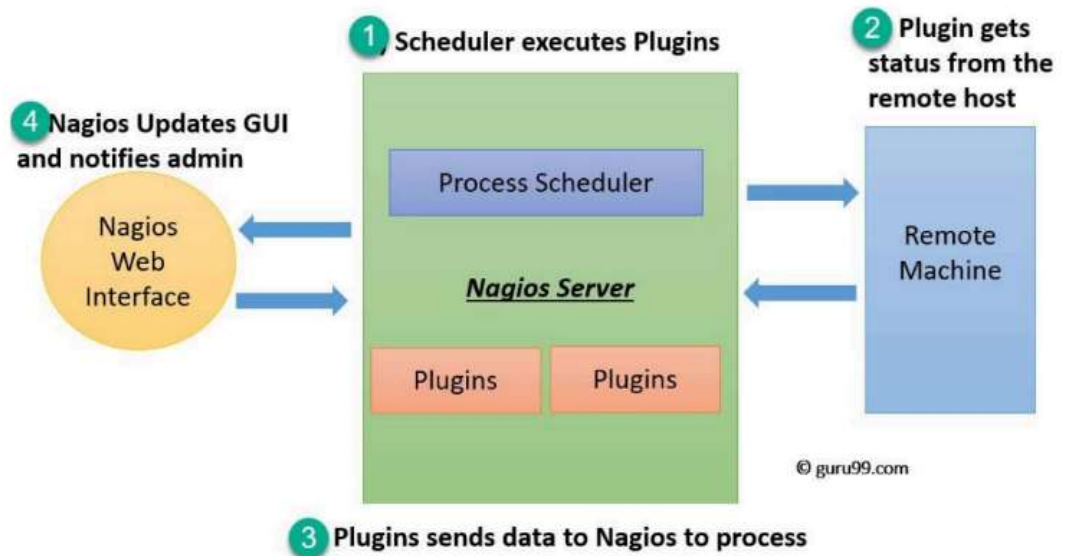 1 , Scheduler executes Plugins
2 Plugin gets
status from the
remote host
4 Nagios Updates GUI
and notifies admin
Process Scheduler
Nagios
Web
Interface
Remote
Machine
Nagios Server
Plugins
Plugins
© guru99.com
3 Plugins sends data to Nagios to process